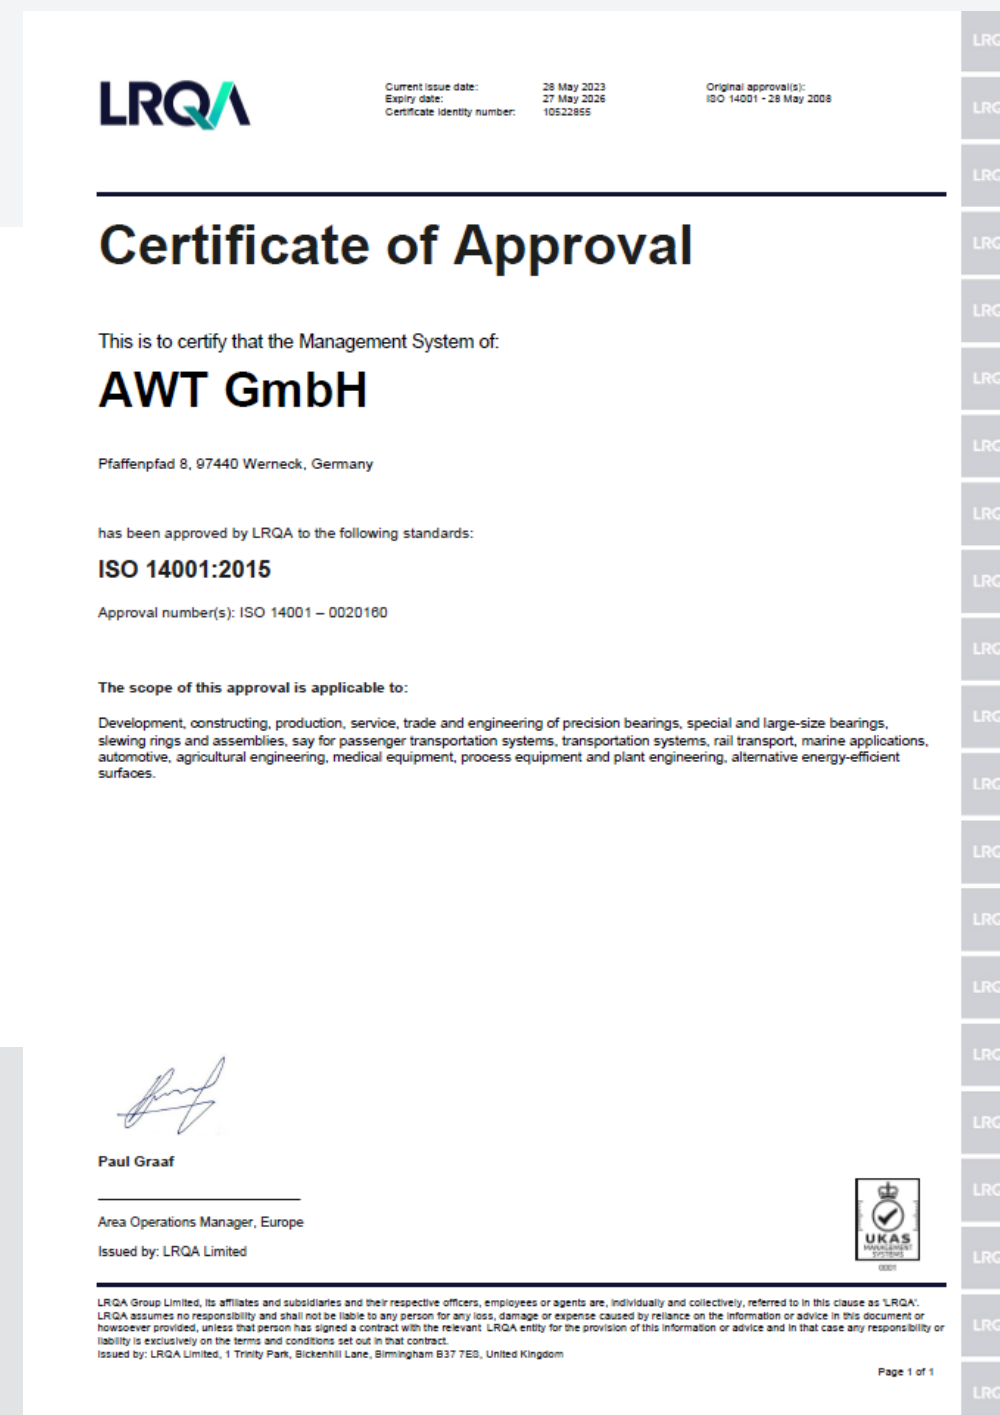 LRQA
Current issue date: 28 May 2023
Expiry date: 27 May 2026
Certificate identity number: 10522855
Original approval(s):
ISO 14001 - 28 May 2008
Certificate of Approval
This is to certify that the Management System of:
AWT GmbH
Pfaffenpfad 8, 97440 Werneck, Germany
has been approved by LRQA to the following standards:
ISO 14001:2015
Approval number(s): ISO 14001 – 0020160
The scope of this approval is applicable to:
Development, constructing, production, service, trade and engineering of precision bearings, special and large-size bearings,
slewing rings and assemblies, say for passenger transportation systems, transportation systems, rail transport, marine applications,
automotive, agricultural engineering, medical equipment, process equipment and plant engineering, alternative energy-efficient
surfaces.
Paul Graaf
Area Operations Manager, Europe
Issued by: LRQA Limited
UKAS
MANAGEMENT
SYSTEMS
0001
LRQA Group Limited, its affiliates and subsidiaries and their respective officers, employees or agents are, individually and collectively, referred to in this clause as 'LRQA'.
LRQA assumes no responsibility and shall not be liable to any person for any loss, damage or expense caused by reliance on the information or advice in this document or
howsoever provided, unless that person has signed a contract with the relevant LRQA entity for the provision of this information or advice and in that case any responsibility or
liability is exclusively on the terms and conditions set out in that contract.
Issued by: LRQA Limited, 1 Trinity Park, Bickenhill Lane, Birmingham B37 7ES, United Kingdom
Page 1 of 1